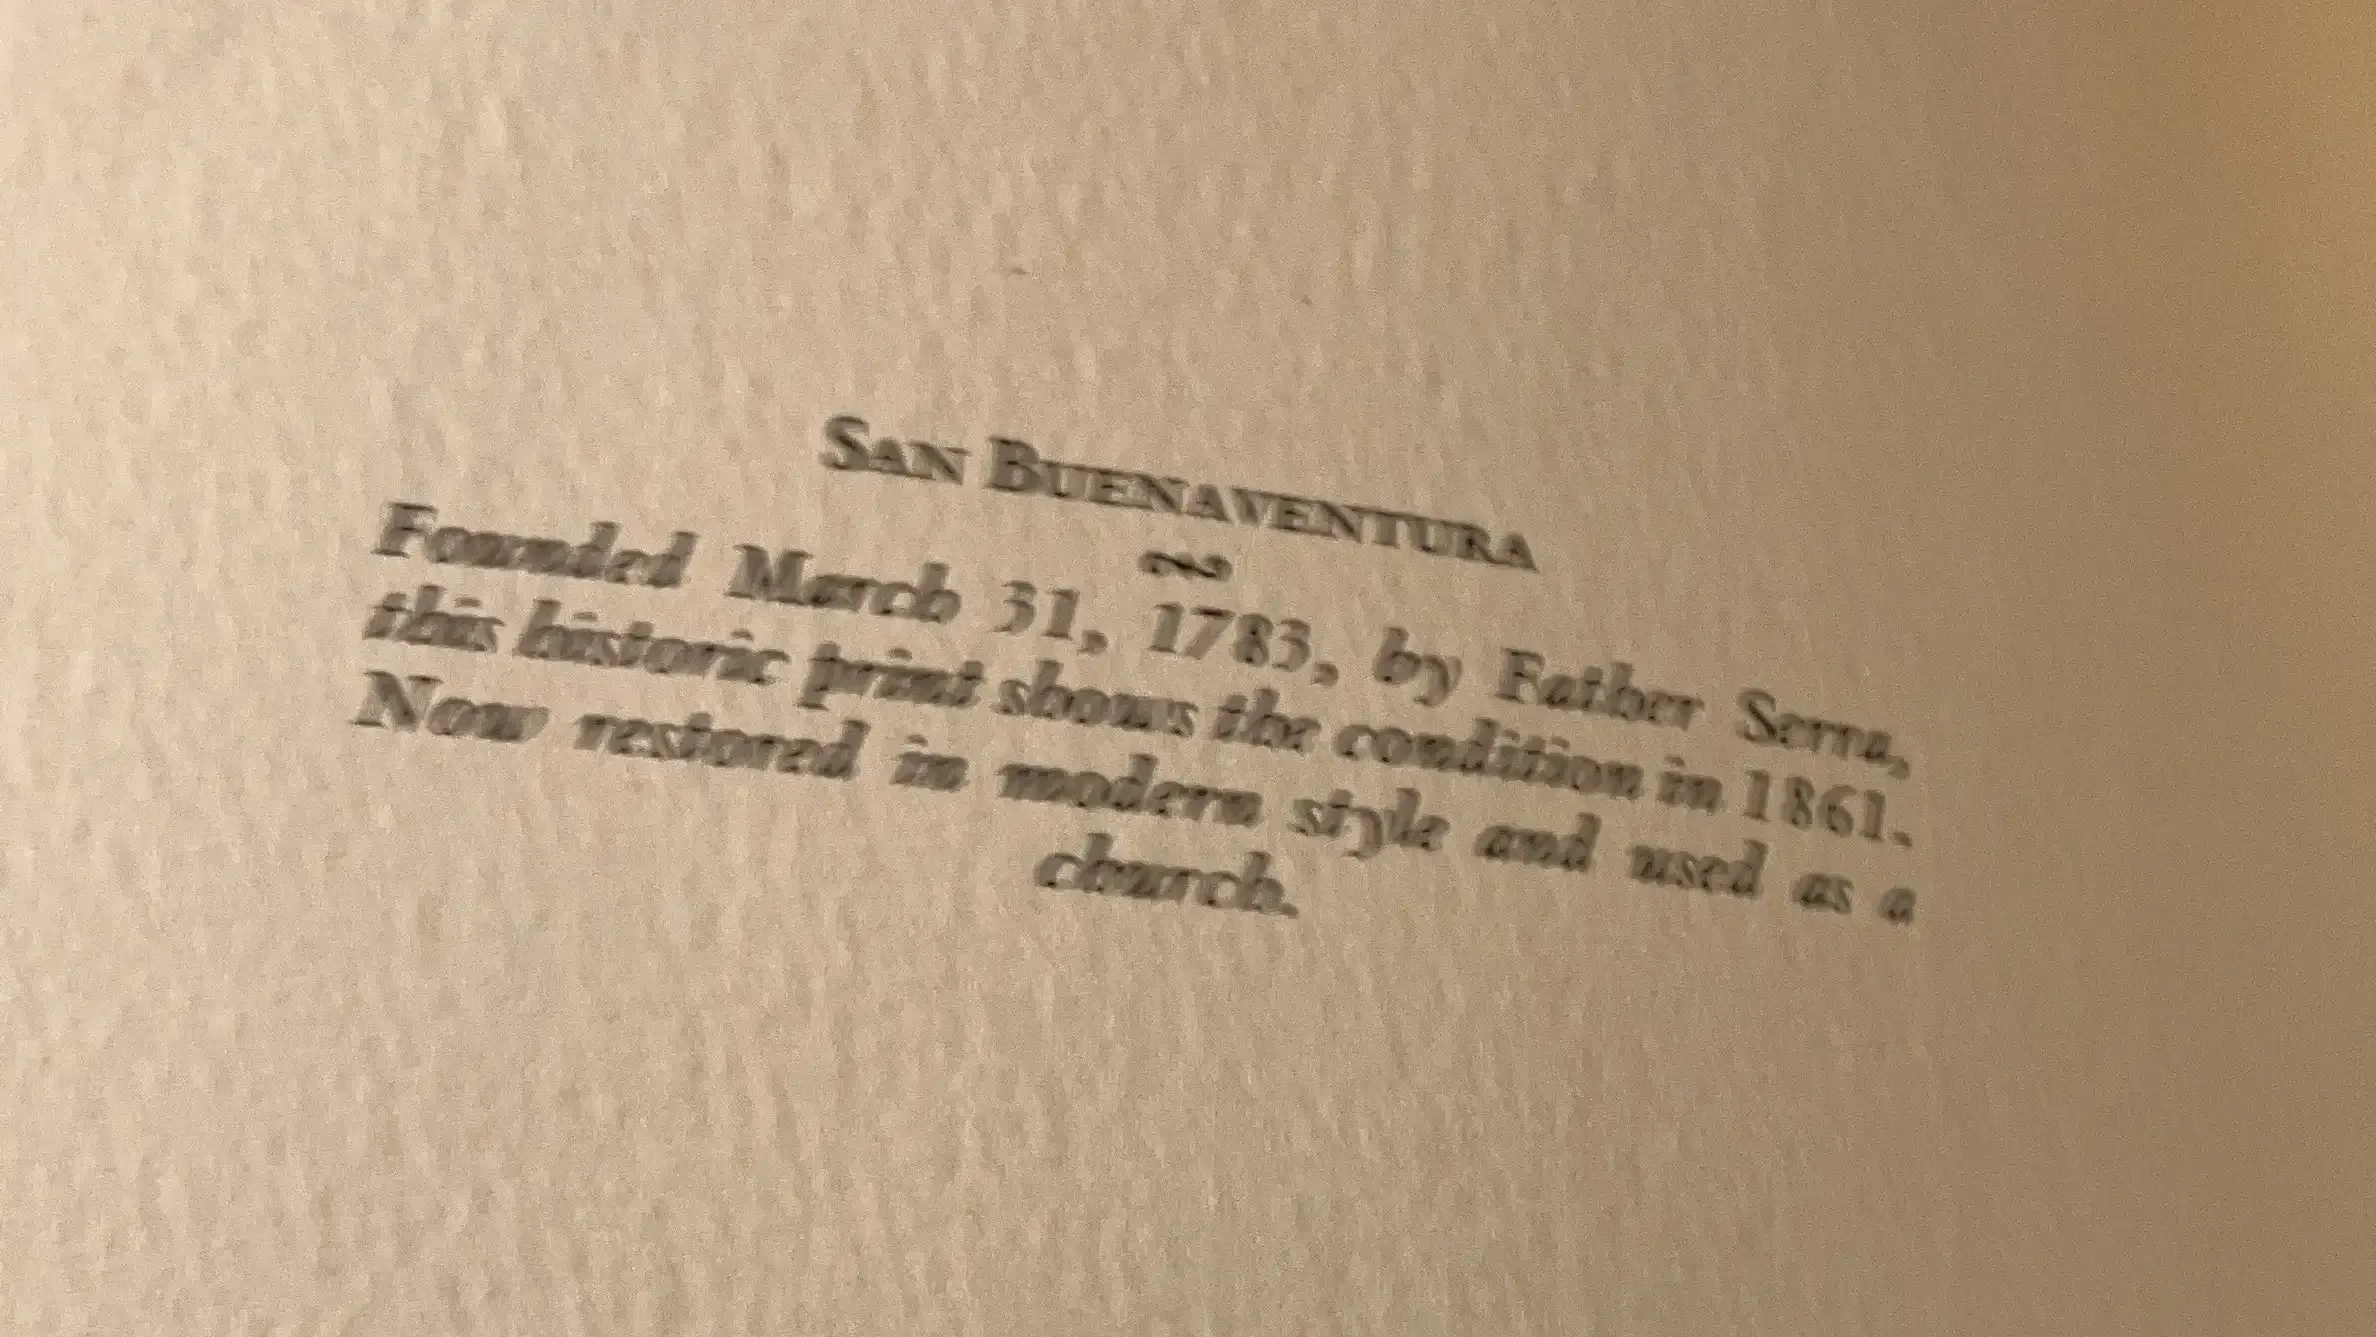 SAN BUENAVENTURA
Founded March 31, 1783, by Father Serra,
this historic print shows the condition in 1861.
Now restored in modern style and used as a
church.